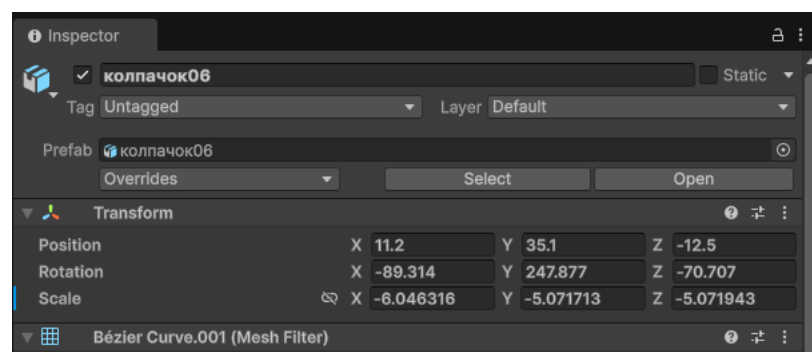 Inspector
колпачок06 Static
Tag Untagged Layer Default
Prefab колпачок06
Overrides Select Open
Transform
Position X 11.2 Y 35.1 Z -12.5
Rotation X -89.314 Y 247.877 Z -70.707
Scale X -6.046316 Y -5.071713 Z -5.071943
Bézier Curve.001 (Mesh Filter)